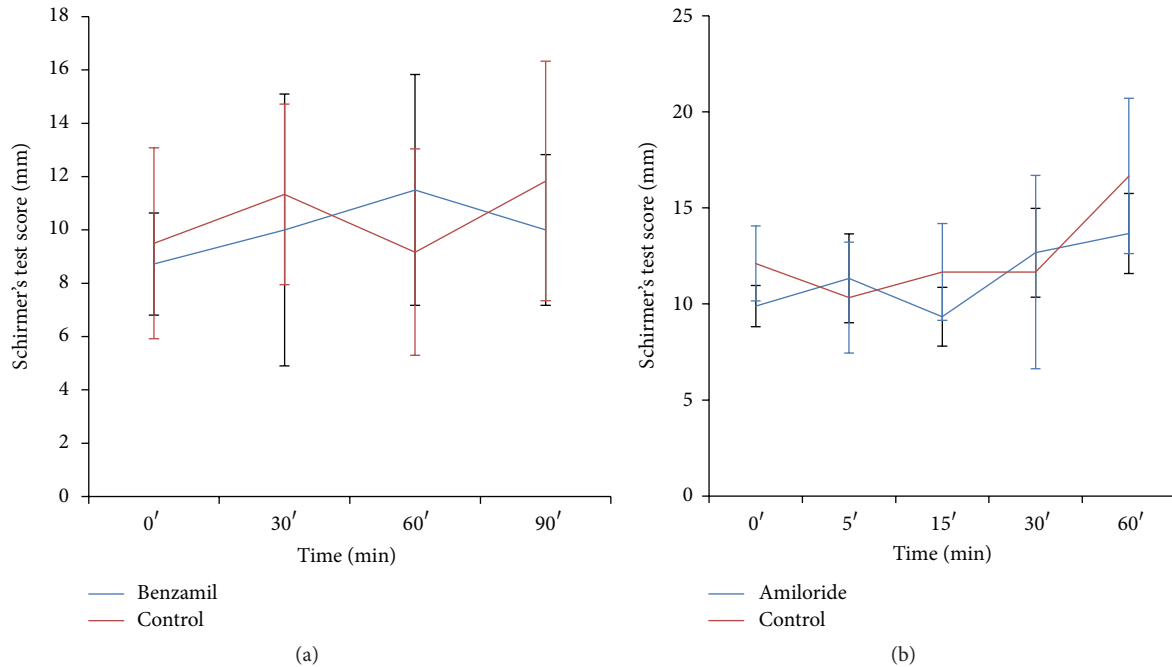 18
16
14
12
10
8
6
4
2
0
Schirmer's test score (mm)
0′ 30′ 60′ 90′
Time (min)
Benzamil
Control
(a)
25
20
15
10
5
0
Schirmer's test score (mm)
0′ 5′ 15′ 30′ 60′
Time (min)
Amiloride
Control
(b)